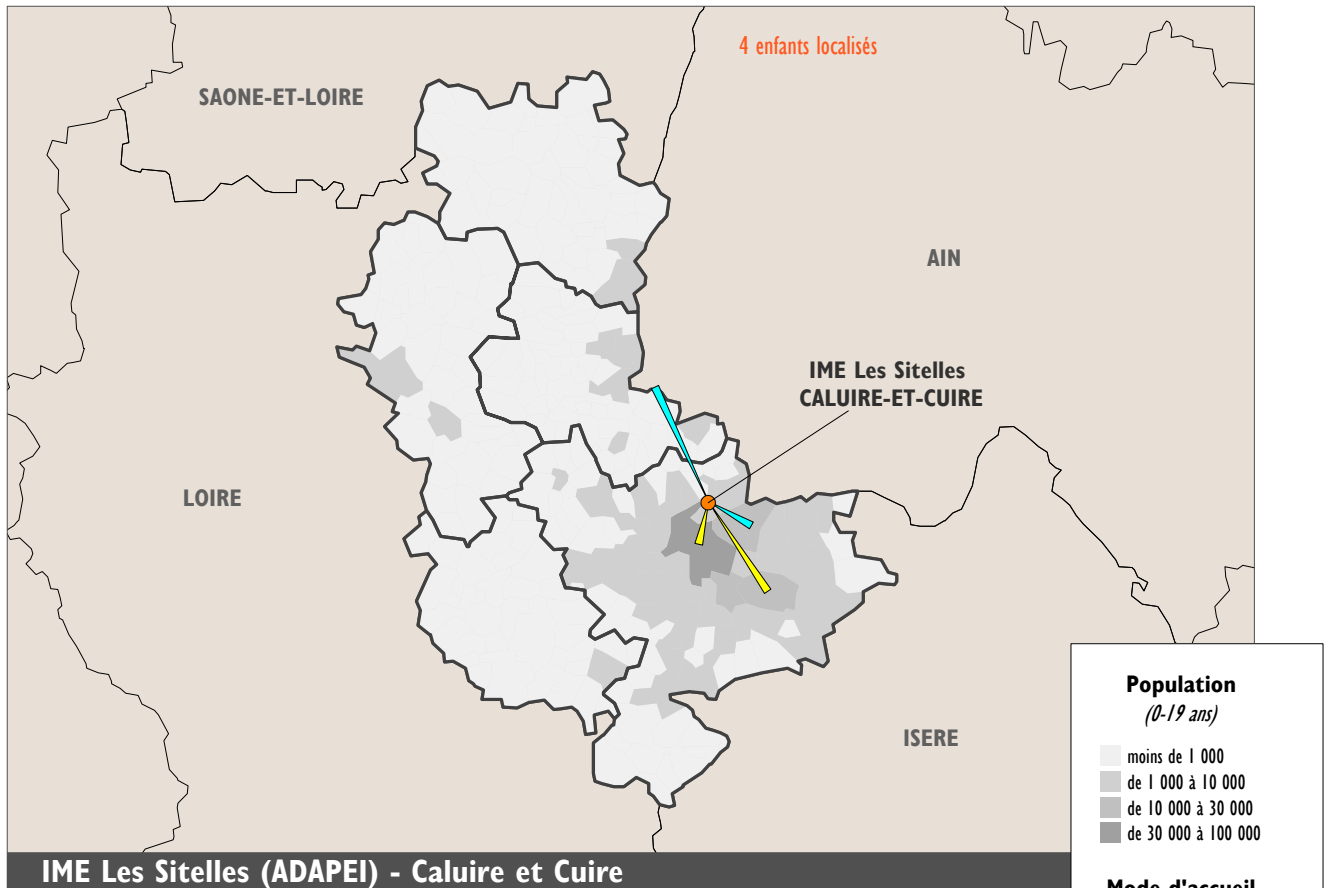 4 enfants localisés
SAONE-ET-LOIRE
AIN
IME Les Sitelles
CALUIRE-ET-CUIRE
LOIRE
ISERE
Population
(0-19 ans)
moins de 1 000
de 1 000 à 10 000
de 10 000 à 30 000
de 30 000 à 100 000
Mode d'accueil
IME Les Sitelles (ADAPEI) - Caluire et Cuire